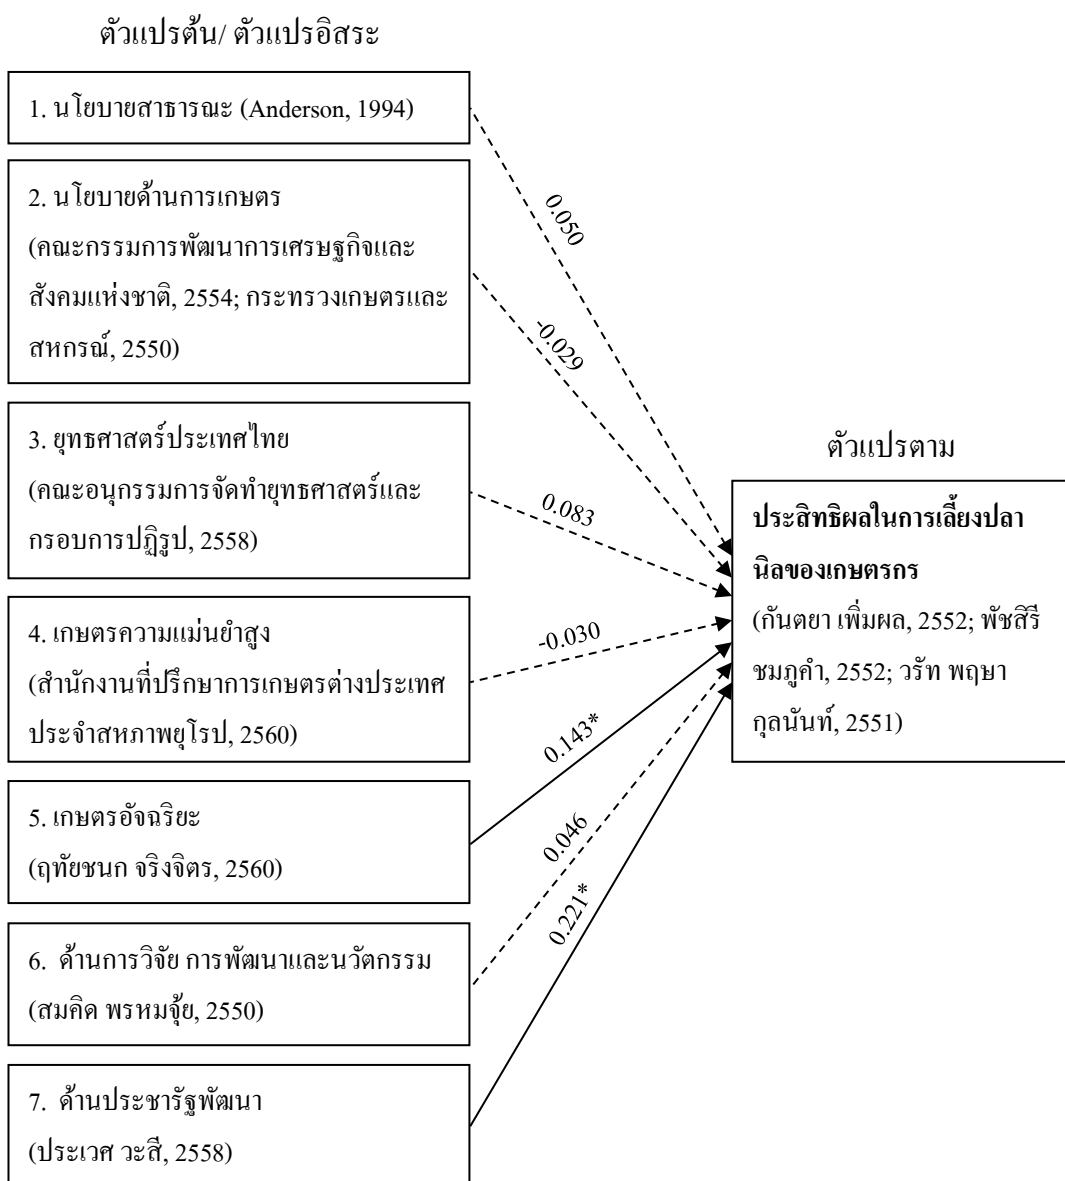 ตัวแปรต้น/ ตัวแปรอิสระ
1. นโยบายสาธารณะ (Anderson, 1994)
2. นโยบายด้านการเกษตร
(คณะกรรมการพัฒนาการเศรษฐกิจและ
สังคมแห่งชาติ, 2554; กระทรวงเกษตรและ
สหกรณ์, 2550)
3. ยุทธศาสตร์ประเทศไทย
(คณะอนุกรรมการจัดทำยุทธศาสตร์และ
กรอบการปฏิรูป, 2558)
4. เกษตรความแม่นยำสูง
(สำนักงานที่ปรึกษาการเกษตรต่างประเทศ
ประจำสหภาพยุโรป, 2560)
5. เกษตรอัจฉริยะ
(ฤทัยชนก จริงจิตร, 2560)
6. ด้านการวิจัย การพัฒนาและนวัตกรรม
(สมคิด พรหมจุ้ย, 2550)
7. ด้านประชารัฐพัฒนา
(ประเวศ วะสี, 2558)
0.050
-0.029
0.083
-0.030
0.143*
0.046
0.221*
ตัวแปรตาม
ประสิทธิผลในการเลี้ยงปลา
นิลของเกษตรกร
(กันตยา เพิ่มผล, 2552; พัชสิรี
ชมภูคำ, 2552; วรัท พฤษา
กุลนันท์, 2551)